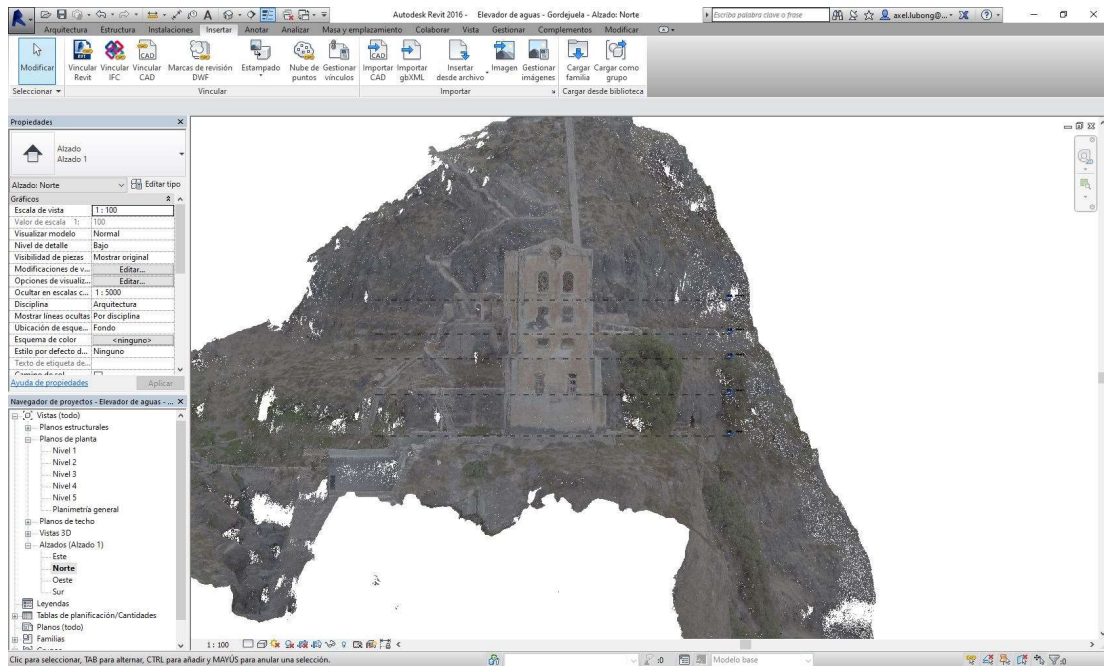 Autodesk Revit 2016 - Elevador de aguas - Gordejuela - Alzado: Norte
Escriba palabra clave o frase
axel.lubong@...
Arquitectura Estructura Instalaciones Insertar Anotar Analizar Masa y emplazamiento Colaborar Vista Gestionar Complementos Modificar
Modificar
Vincular Revit
Vincular IFC
Vincular CAD
Marcas de revisión DWF
Estampado
Nube de puntos
Gestionar vínculos
Importar CAD
Importar gbXML
Insertar desde archivo
Imagen
Gestionar imágenes
Cargar familia
Cargar como grupo
Seleccionar
Vincular
Importar
Cargar desde biblioteca
Propiedades
Alzado
Alzado 1
Alzado: Norte
Editar tipo
Gráficos
Escala de vista 1 : 100
Valor de escala 1: 100
Visualizar modelo Normal
Nivel de detalle Bajo
Visibilidad de piezas Mostrar original
Modificaciones de v... Editar...
Opciones de visualiz... Editar...
Ocultar en escalas c... 1 : 5000
Disciplina Arquitectura
Mostrar líneas ocultas Por disciplina
Ubicación de esque... Fondo
Esquema de color <ninguno>
Estilo por defecto d... Ninguno
Texto de etiqueta de...
Ayuda de propiedades
Aplicar
Navegador de proyectos - Elevador de aguas - ...
Vistas (todo)
Planos estructurales
Planos de planta
Nivel 1
Nivel 2
Nivel 3
Nivel 4
Nivel 5
Planimetría general
Planos de techo
Vistas 3D
Alzados (Alzado 1)
Este
Norte
Oeste
Sur
Leyendas
Tablas de planificación/Cantidades
Planos (todo)
Familias
1 : 100
Clic para seleccionar, TAB para alternar, CTRL para añadir y MAYÚS para anular una selección.
:0
Modelo base
:0